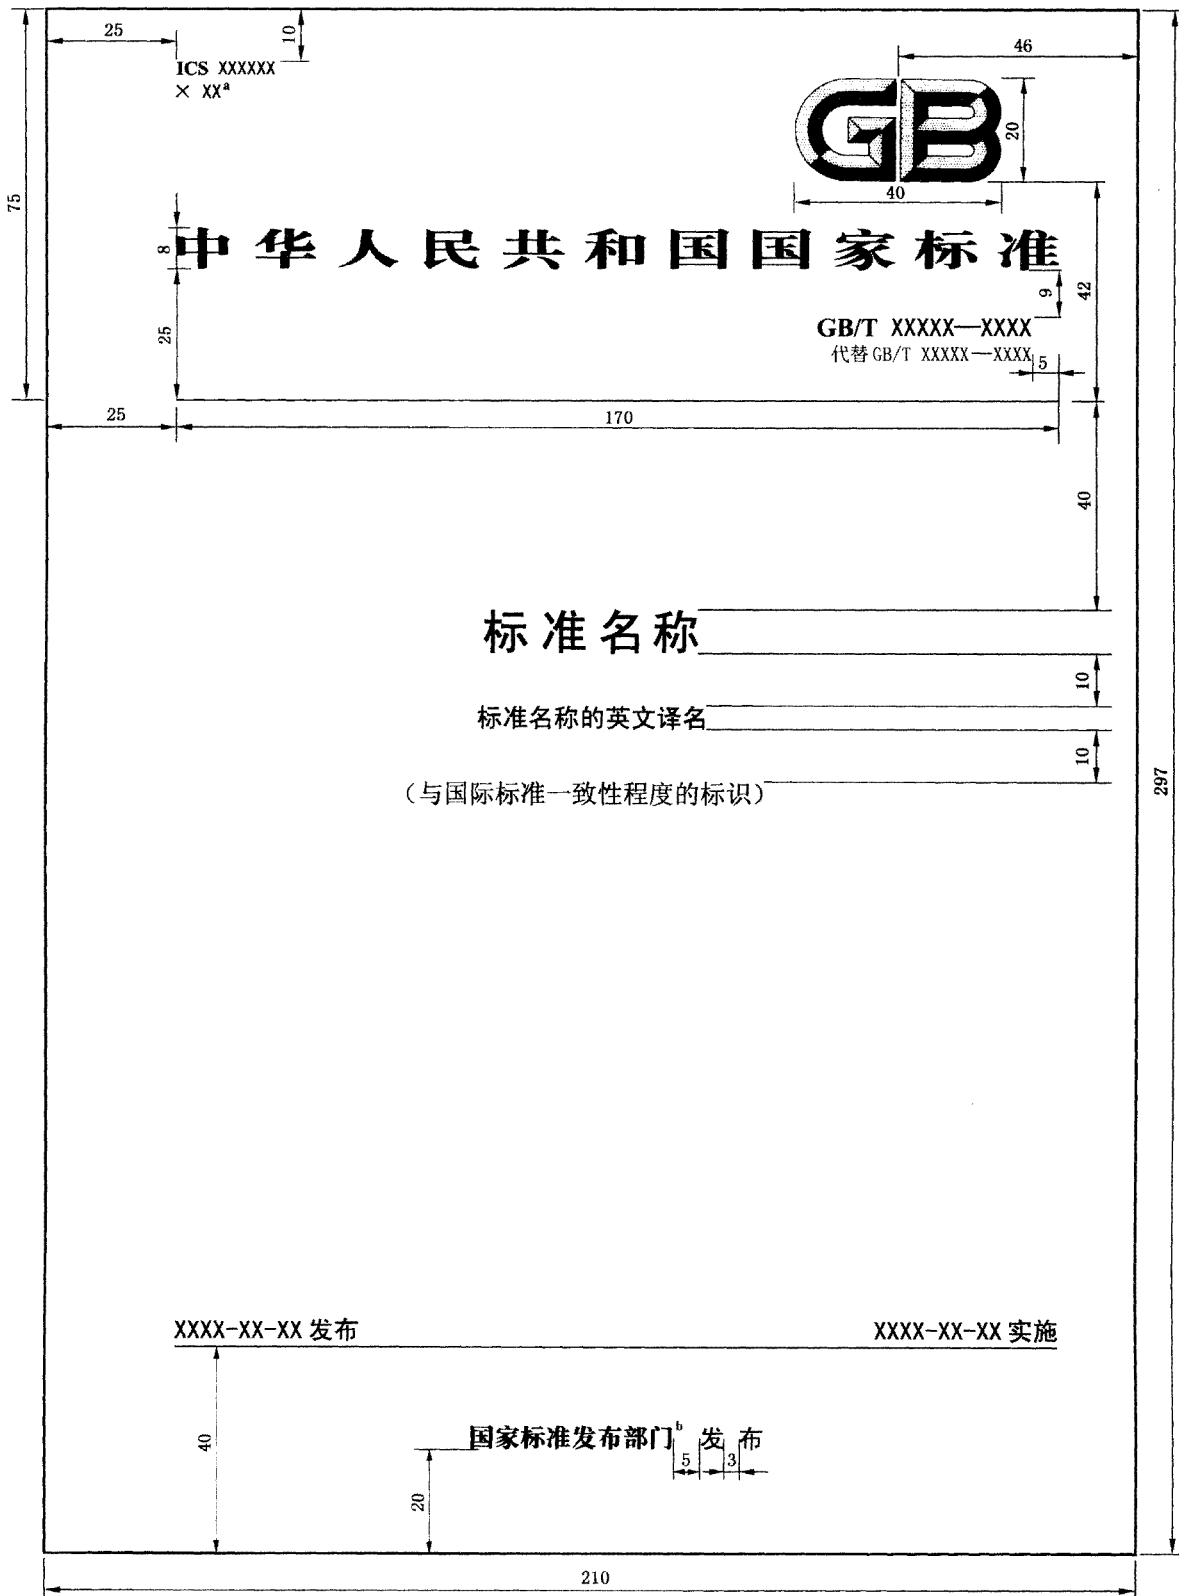 25
10
46
ICS XXXXXX
× XXª
GB
20
40
75
8
中华人民共和国国家标准
9
42
25
GB/T XXXXX—XXXX
代替GB/T XXXXX—XXXX
5
25
170
40
标准名称
10
标准名称的英文译名
10
（与国际标准一致性程度的标识）
297
XXXX-XX-XX 发布
XXXX-XX-XX 实施
40
国家标准发布部门ᵇ 发布
5
3
20
210